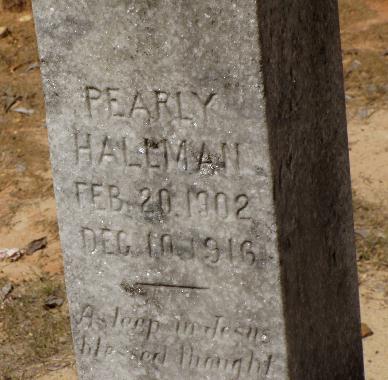 PEARLY
HALLMAN
FEB. 20. 1902
DEC. 10. 1916
Asleep in Jesus
blessed thought